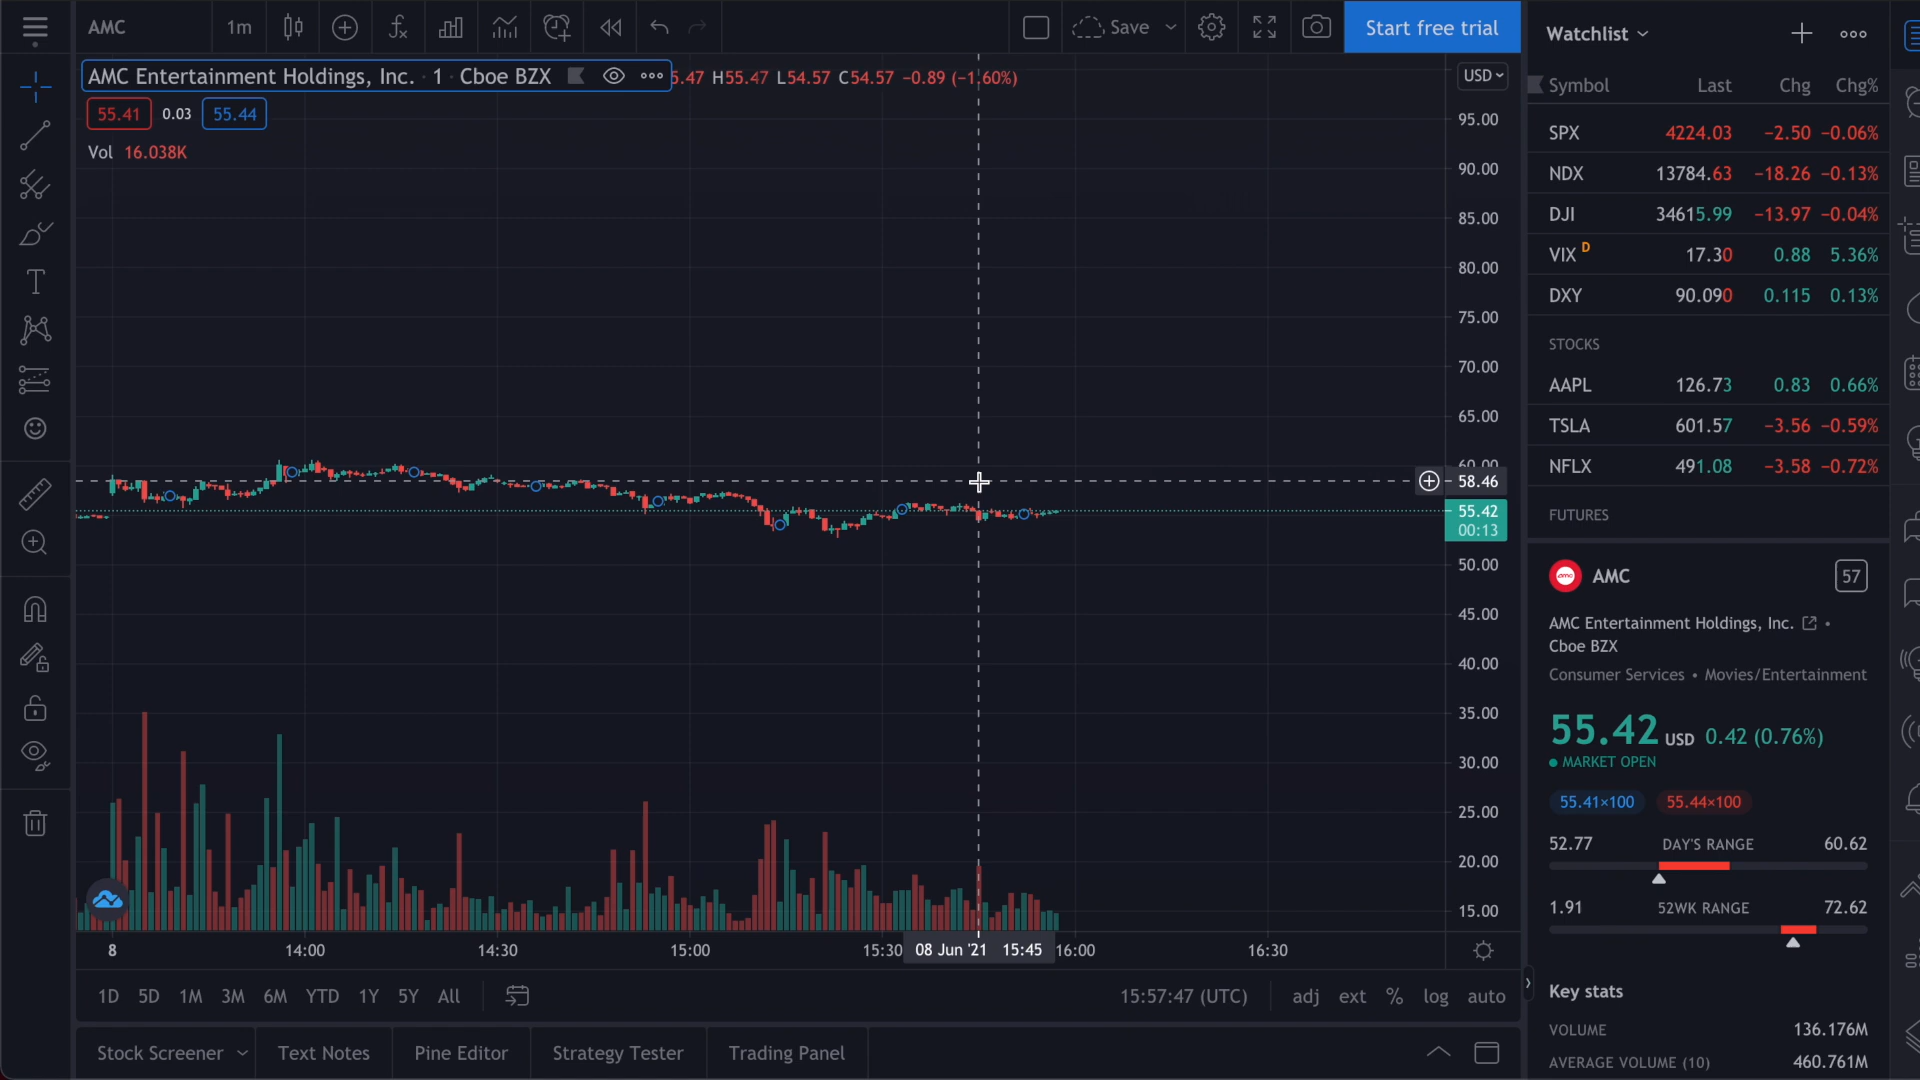 AMC 1m Save Start free trial
AMC Entertainment Holdings, Inc. · 1 · Cboe BZX 5.47 H55.47 L54.57 C54.57 −0.89 (−1.60%)
55.41 0.03 55.44
Vol 16.038K
USD
95.00
90.00
85.00
80.00
75.00
70.00
65.00
60.00
58.46
55.42
00:13
50.00
45.00
40.00
35.00
30.00
25.00
20.00
15.00
8 14:00 14:30 15:00 15:30 08 Jun '21 15:45 16:00 16:30
1D 5D 1M 3M 6M YTD 1Y 5Y All 15:57:47 (UTC) adj ext % log auto
Stock Screener Text Notes Pine Editor Strategy Tester Trading Panel
Watchlist
Symbol Last Chg Chg%
SPX 4224.03 −2.50 −0.06%
NDX 13784.63 −18.26 −0.13%
DJI 34615.99 −13.97 −0.04%
VIX D 17.30 0.88 5.36%
DXY 90.090 0.115 0.13%
STOCKS
AAPL 126.73 0.83 0.66%
TSLA 601.57 −3.56 −0.59%
NFLX 491.08 −3.58 −0.72%
FUTURES
amc AMC 57
AMC Entertainment Holdings, Inc. •
Cboe BZX
Consumer Services • Movies/Entertainment
55.42 USD 0.42 (0.76%)
MARKET OPEN
55.41×100 55.44×100
52.77 DAY'S RANGE 60.62
1.91 52WK RANGE 72.62
Key stats
VOLUME 136.176M
AVERAGE VOLUME (10) 460.761M